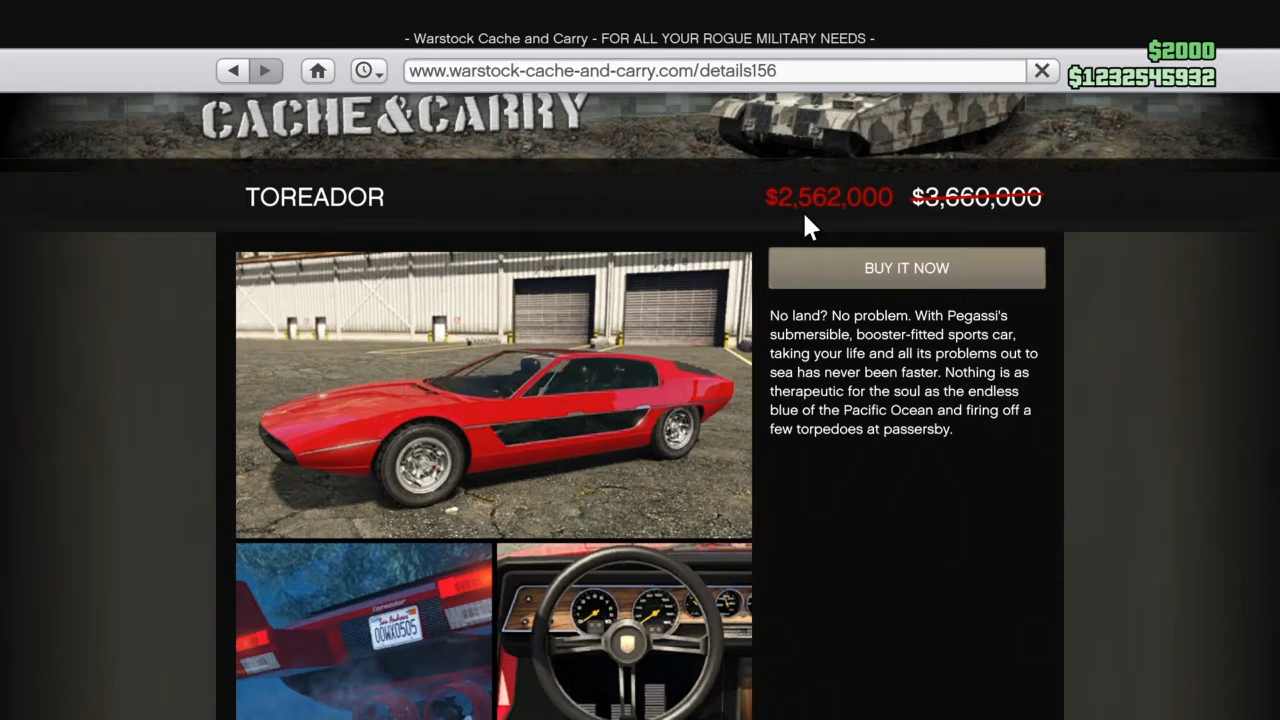 - Warstock Cache and Carry - FOR ALL YOUR ROGUE MILITARY NEEDS -
$2000
www.warstock-cache-and-carry.com/details156
$1232545932
CACHE&CARRY
TOREADOR
$2,562,000 $3,660,000
BUY IT NOW
No land? No problem. With Pegassi's
submersible, booster-fitted sports car,
taking your life and all its problems out to
sea has never been faster. Nothing is as
therapeutic for the soul as the endless
blue of the Pacific Ocean and firing off a
few torpedoes at passersby.
Toreador
San Andreas
00WX0505